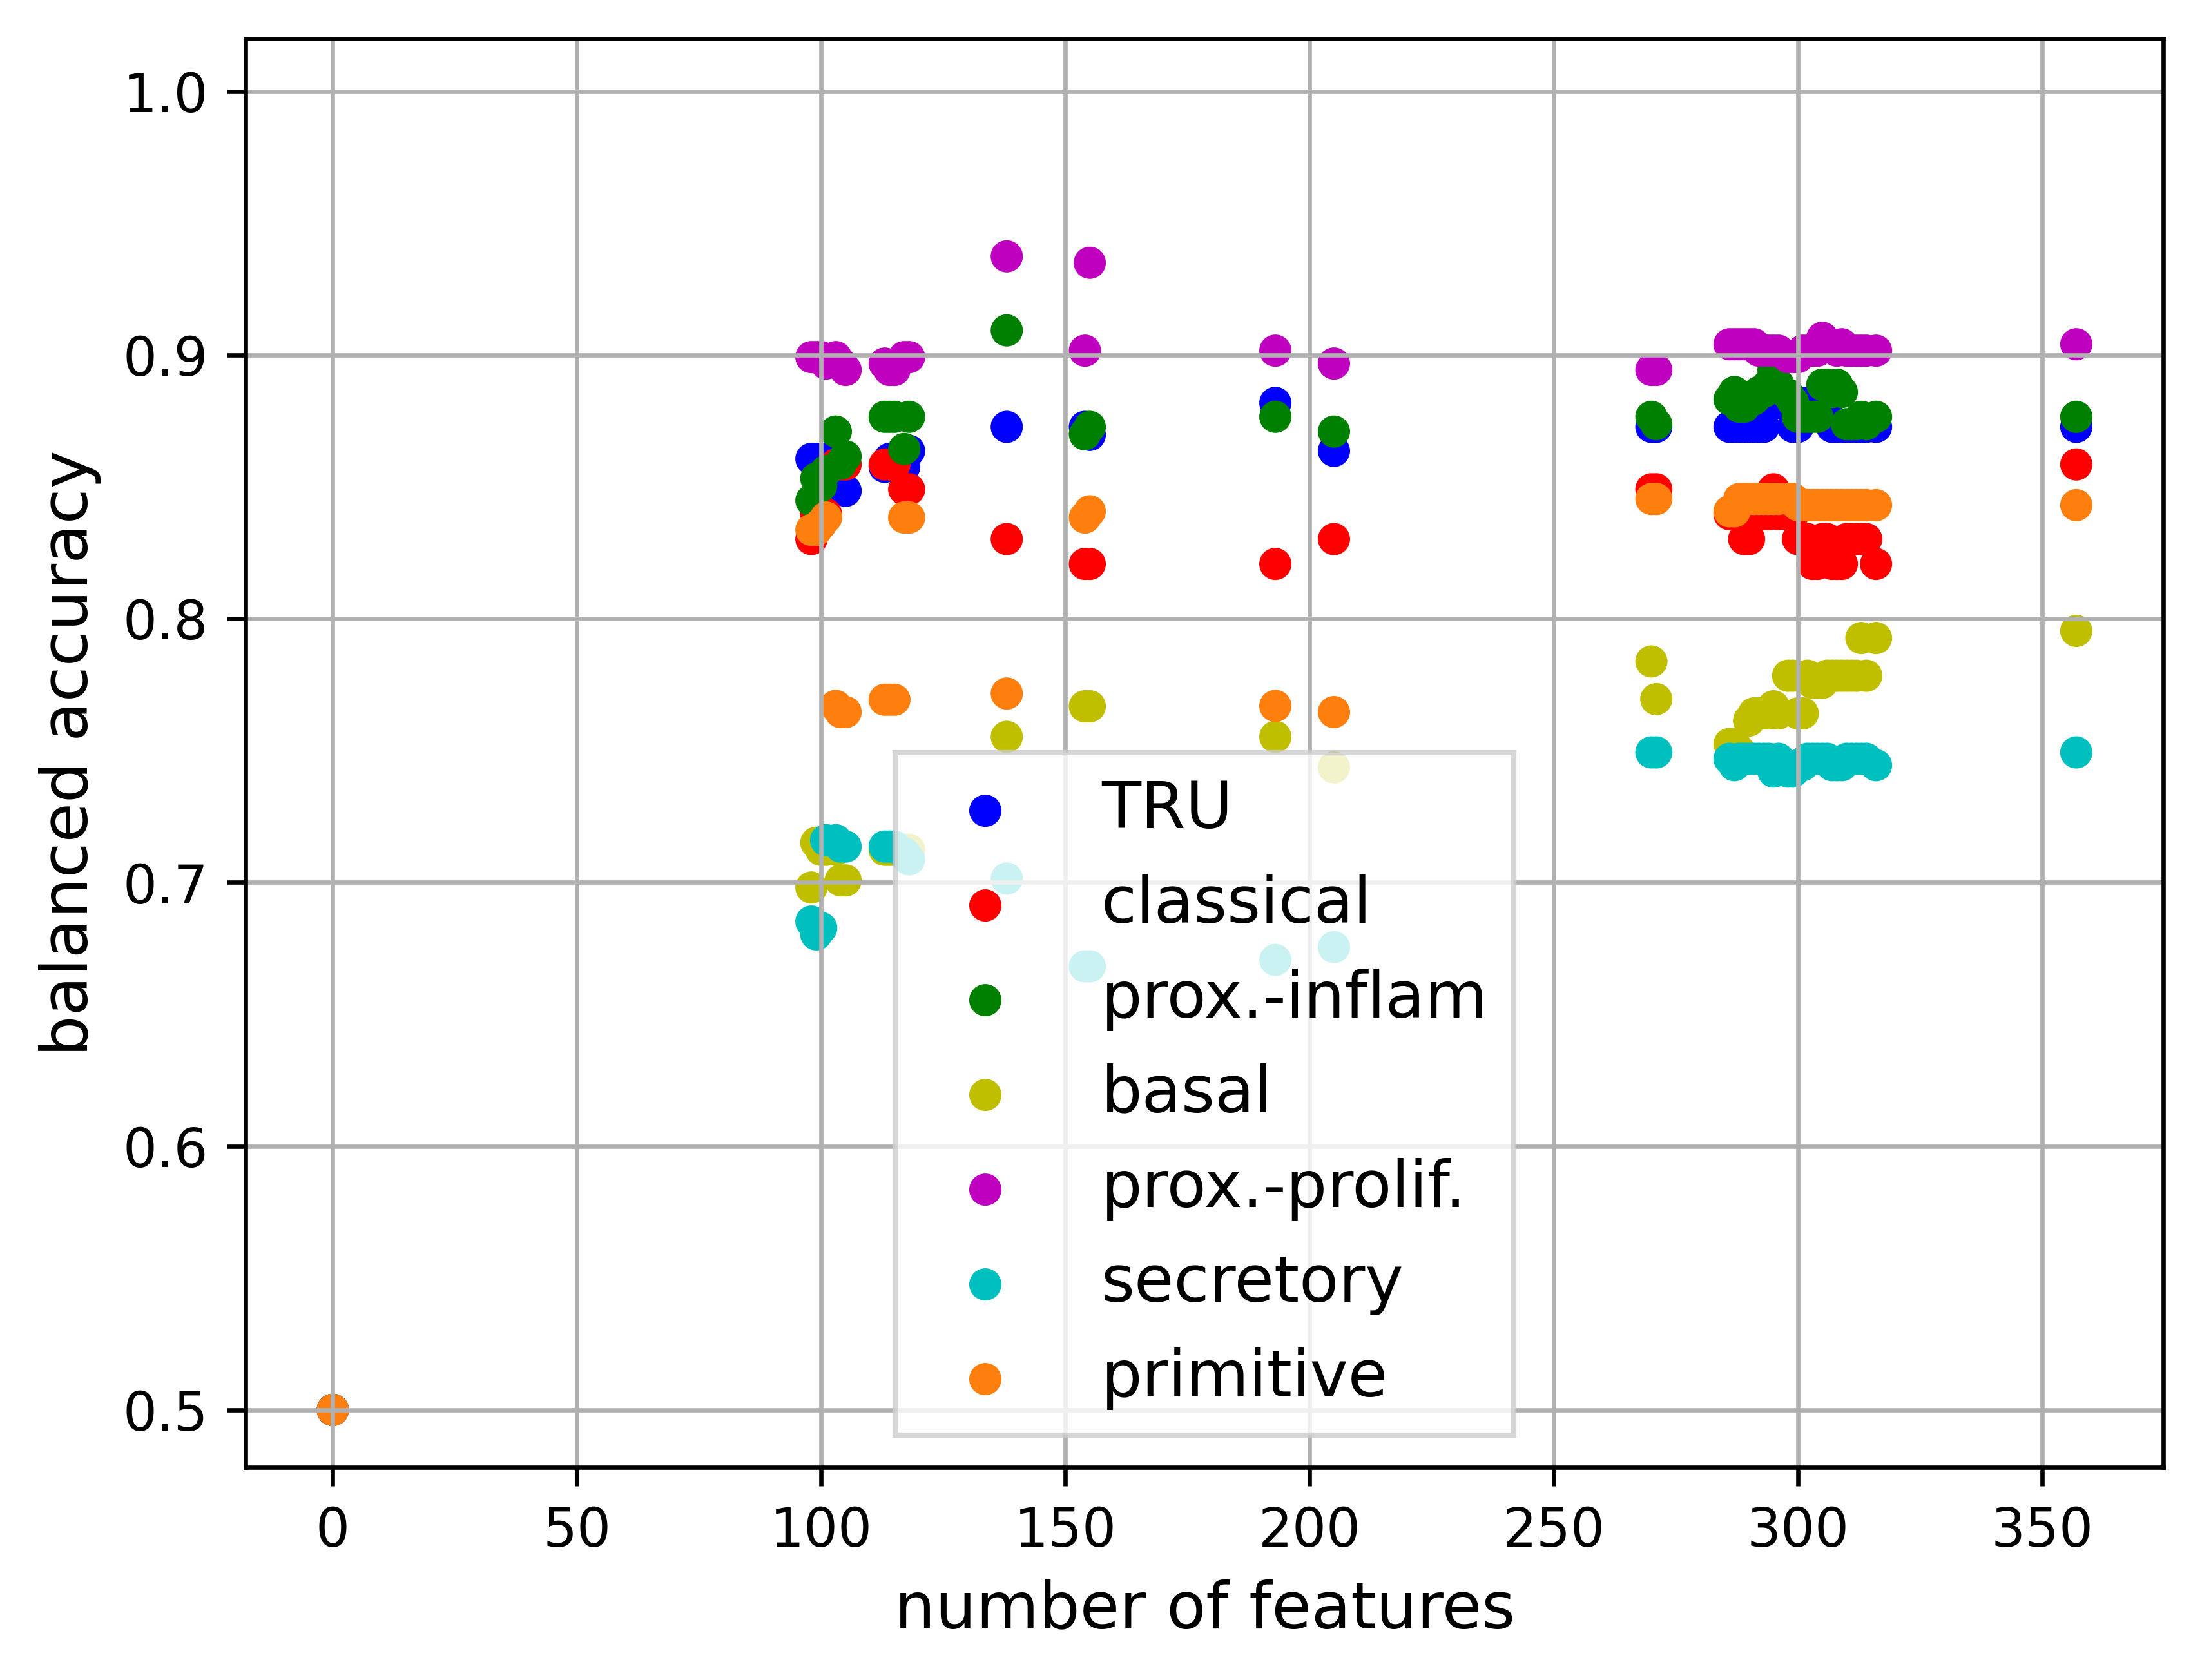 1.0
0.9
0.8
0.7
0.6
0.5
balanced accuracy
TRU
classical
prox.-inflam
basal
prox.-prolif.
secretory
primitive
0 50 100 150 200 250 300 350
number of features